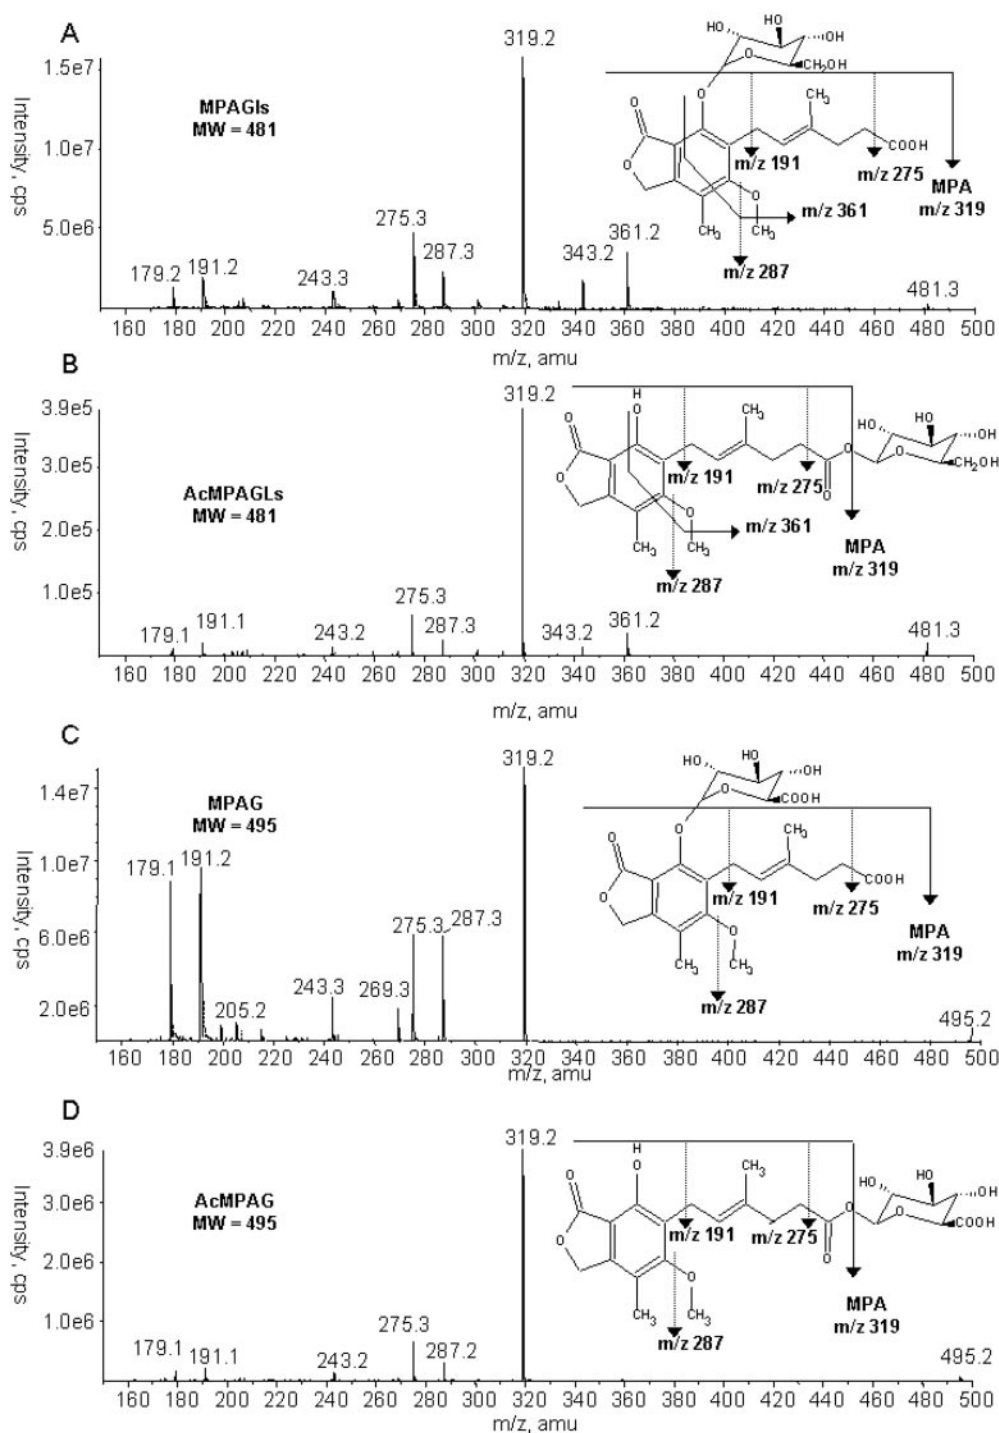 A
Intensity, cps
1.5e7
1.0e7
5.0e6
MPAGls
MW = 481
179.2
191.2
243.3
275.3
287.3
319.2
343.2
361.2
481.3
HO
HO
OH
O
CH₂OH
O
O
O
CH₃
COOH
O
CH₃
CH₃
m/z 191
m/z 275
MPA
m/z 319
m/z 361
m/z 287
160 180 200 220 240 260 280 300 320 340 360 380 400 420 440 460 480 500
m/z, amu
B
Intensity, cps
3.9e5
3.0e5
2.0e5
1.0e5
AcMPAGLs
MW = 481
179.1
191.1
243.2
275.3
287.3
319.2
343.2
361.2
481.3
H
O
O
O
CH₃
O
O
HO
HO
OH
O
CH₂OH
O
CH₃
CH₃
m/z 191
m/z 275
m/z 361
MPA
m/z 319
m/z 287
160 180 200 220 240 260 280 300 320 340 360 380 400 420 440 460 480 500
m/z, amu
C
Intensity, cps
1.4e7
1.0e7
6.0e6
2.0e6
MPAG
MW = 495
179.1
191.2
205.2
243.3
269.3
275.3
287.3
319.2
495.2
HO
HO
OH
O
COOH
O
O
O
CH₃
COOH
O
CH₃
CH₃
m/z 191
m/z 275
MPA
m/z 319
m/z 287
160 180 200 220 240 260 280 300 320 340 360 380 400 420 440 460 480 500
m/z, amu
D
Intensity, cps
3.9e6
3.0e6
2.0e6
1.0e6
AcMPAG
MW = 495
179.1
191.1
243.2
275.3
287.2
319.2
495.2
H
O
O
O
CH₃
O
O
HO
HO
OH
O
COOH
O
CH₃
CH₃
m/z 191
m/z 275
MPA
m/z 319
m/z 287
160 180 200 220 240 260 280 300 320 340 360 380 400 420 440 460 480 500
m/z, amu